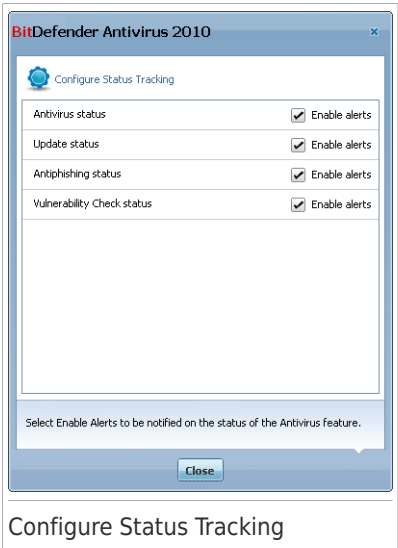 BitDefender Antivirus 2010
Configure Status Tracking
Antivirus status Enable alerts
Update status Enable alerts
Antiphishing status Enable alerts
Vulnerability Check status Enable alerts
Select Enable Alerts to be notified on the status of the Antivirus feature.
Close
Configure Status Tracking